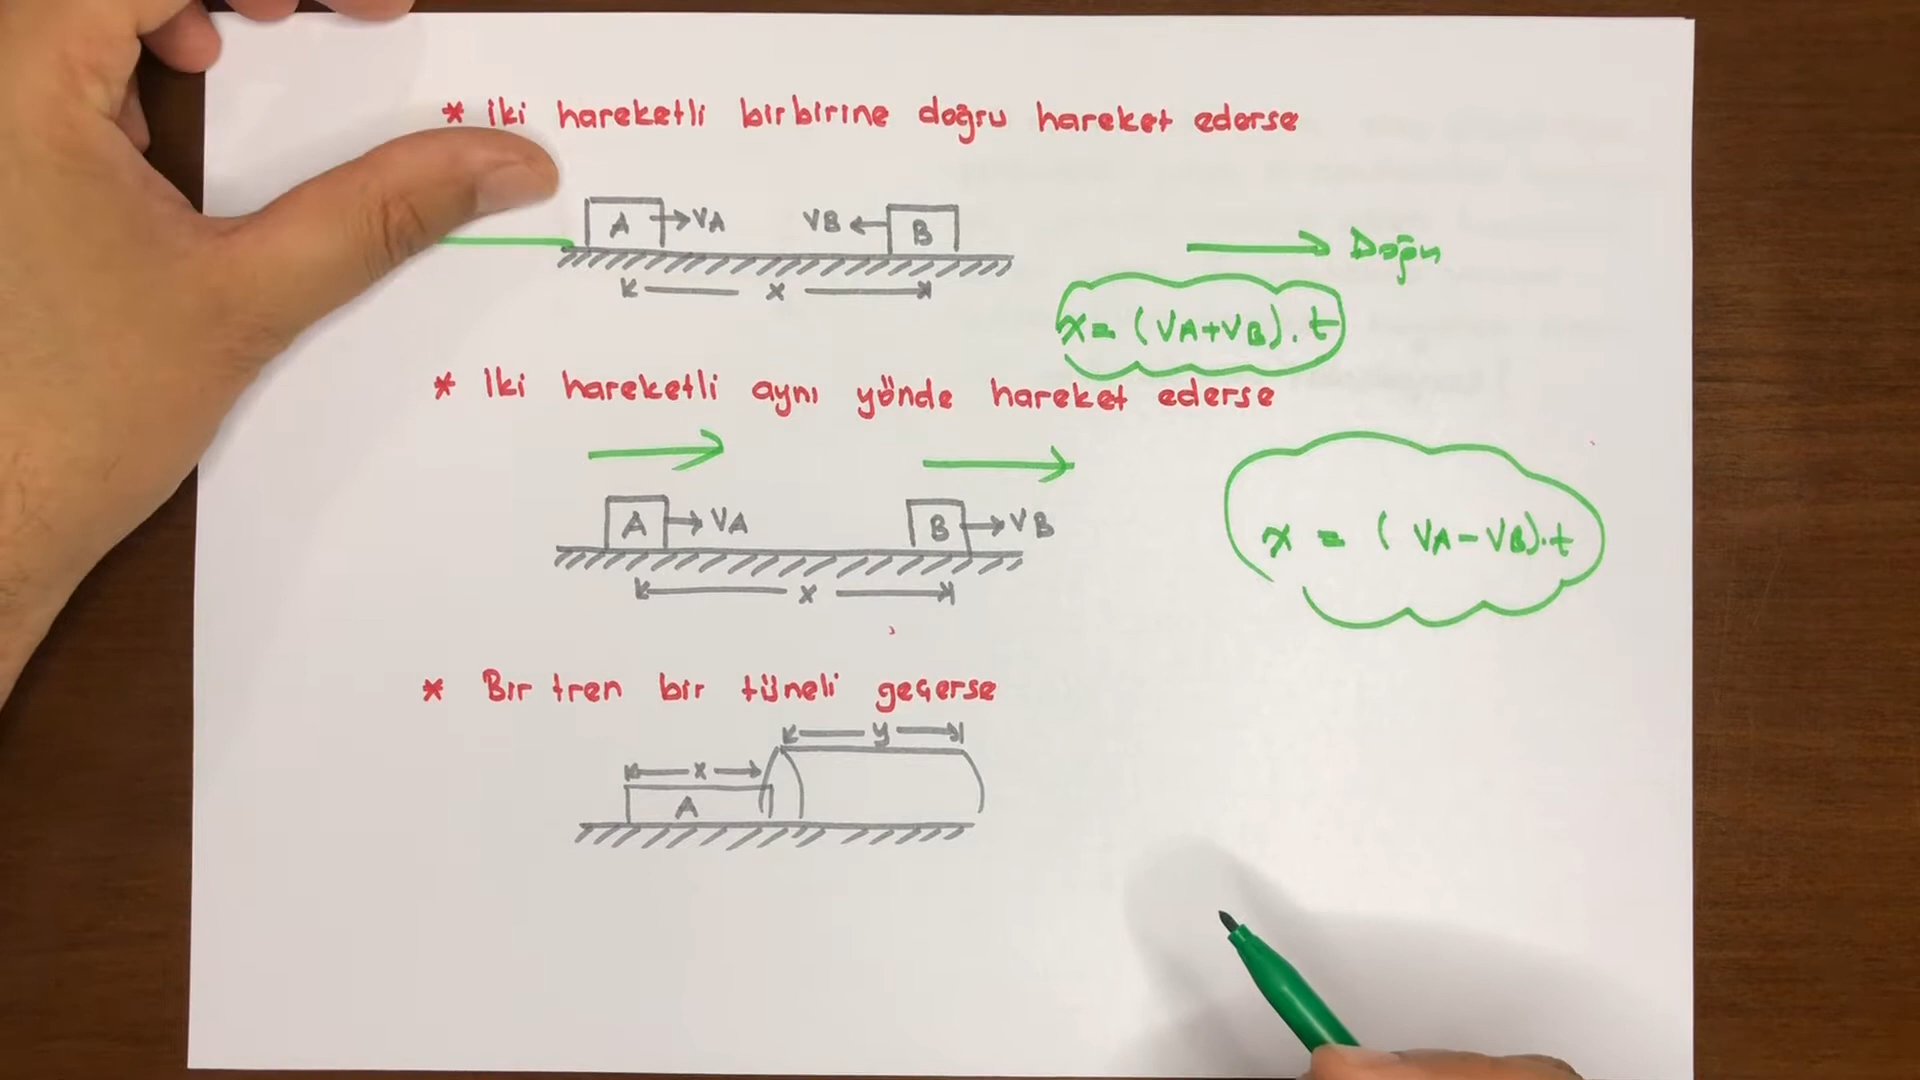 * İki hareketli birbirine doğru hareket ederse
A VA VB B
Doğu
x
x = (VA+VB).t
* İki hareketli aynı yönde hareket ederse
A VA B VB
x = (VA-VB).t
x
* Bir tren bir tüneli geçerse
y
x
A